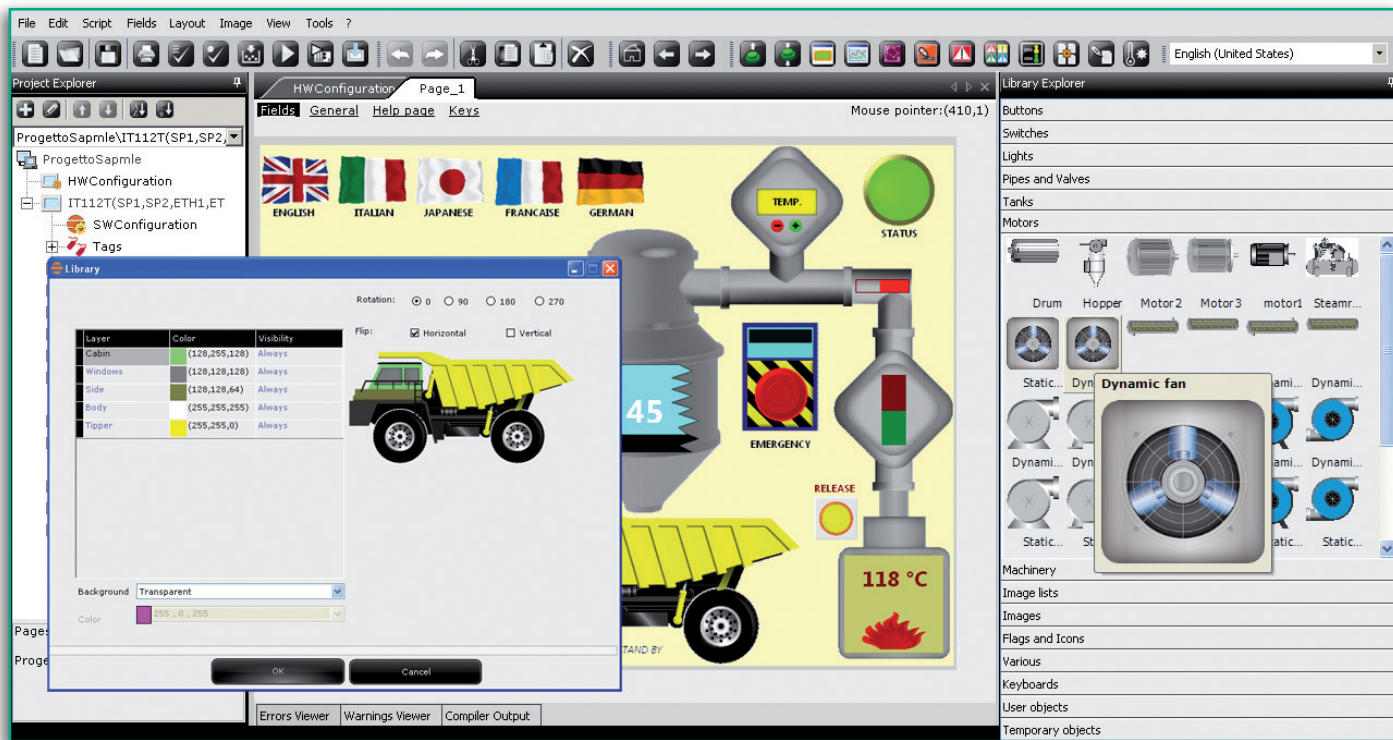 File Edit Script Fields Layout Image View Tools ?
English (United States)
Project Explorer
ProgettoSapmle\IT112T(SP1,SP2,
ProgettoSapmle
HWConfiguration
IT112T(SP1,SP2,ETH1,ET
SWConfiguration
Tags
Pages
Proge
HWConfiguration Page_1
Fields General Help page Keys
Mouse pointer:(410,1)
ENGLISH ITALIAN JAPANESE FRANCAISE GERMAN
TEMP.
STATUS
45
EMERGENCY
RELEASE
118 °C
TAND BY
Library
Rotation: 0 90 180 270
Flip: Horizontal Vertical
Layer Color Visibility
Cabin (128,255,128) Always
Windows (128,128,128) Always
Side (128,128,64) Always
Body (255,255,255) Always
Tipper (255,255,0) Always
Background Transparent
Color 255 , 0 , 255
OK Cancel
Errors Viewer Warnings Viewer Compiler Output
Library Explorer
Buttons
Switches
Lights
Pipes and Valves
Tanks
Motors
Drum Hopper Motor2 Motor3 motor1 Steamr...
Static... Dyn ami... Dynami...
Dynamic fan
Dynami... Dyn ami... Dynami...
Static... St tic... Static...
Machinery
Image lists
Images
Flags and Icons
Various
Keyboards
User objects
Temporary objects